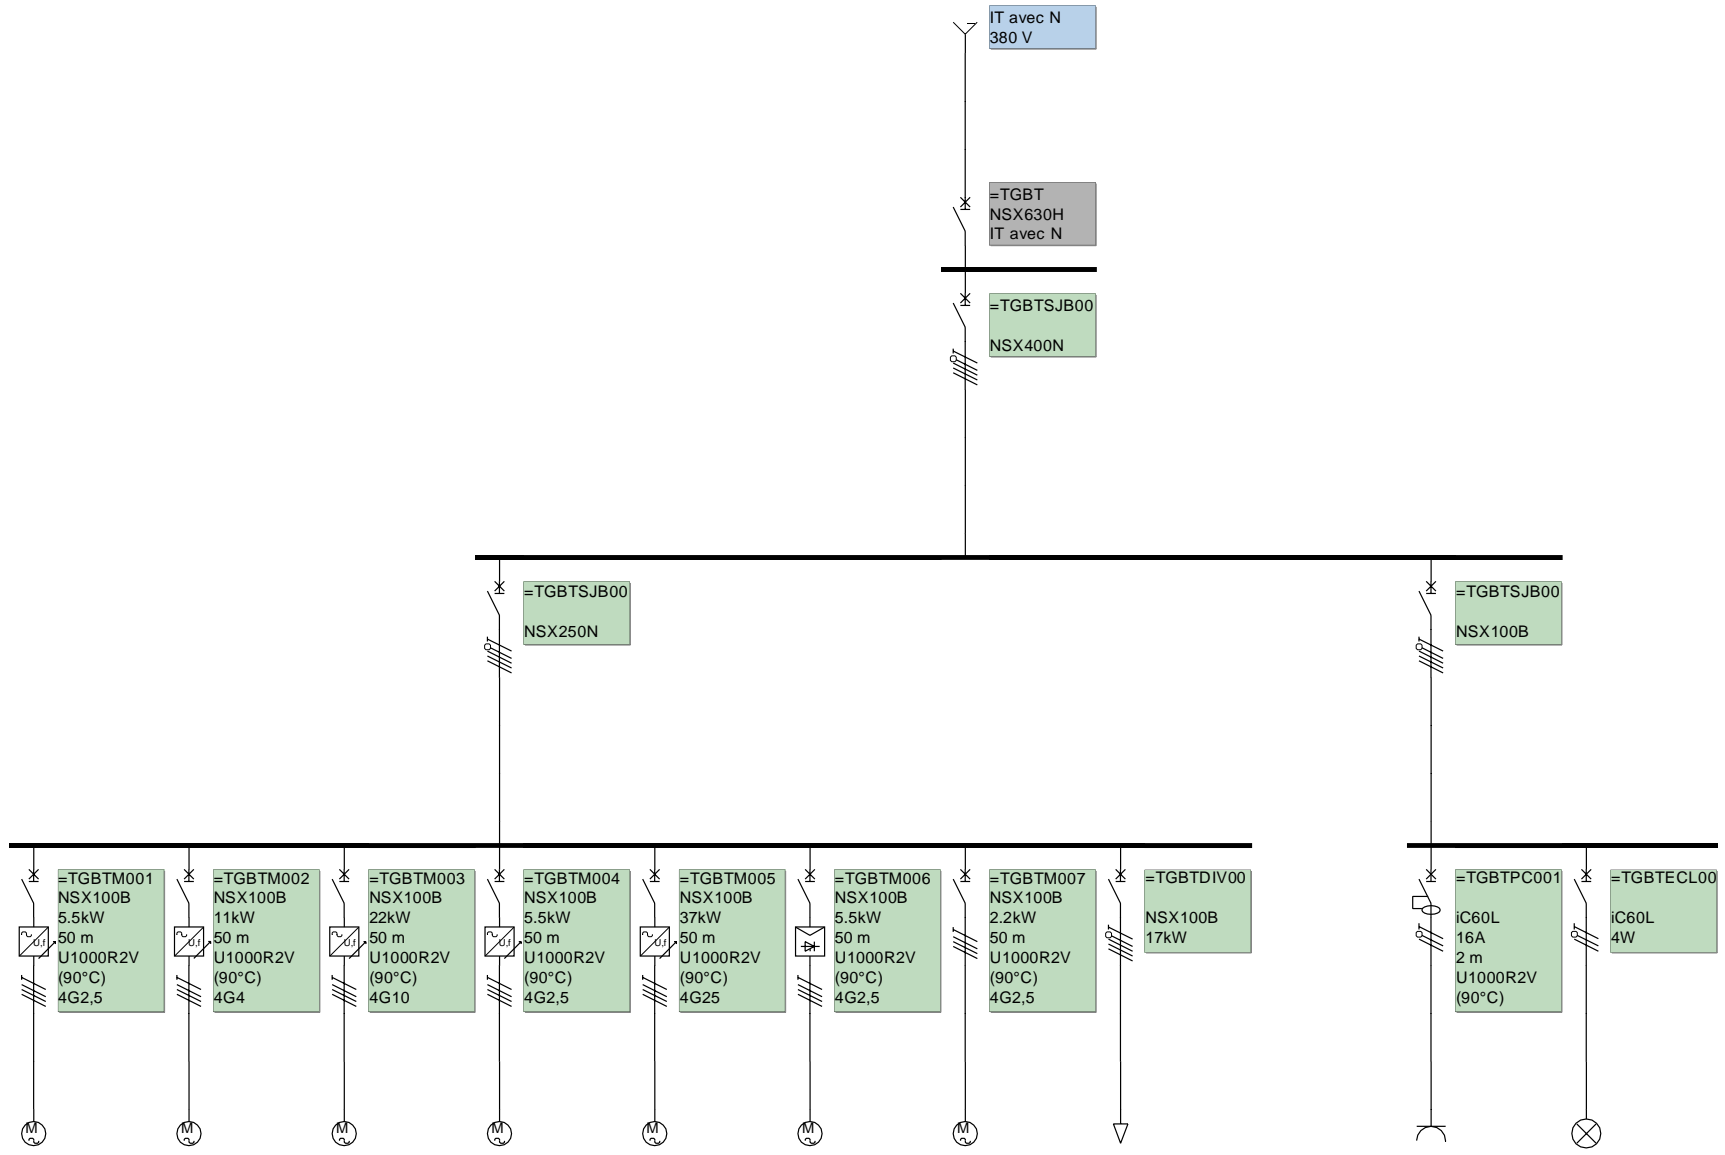 IT avec N
380 V
=TGBT
NSX630H
IT avec N
=TGBTSJB00
NSX400N
=TGBTSJB00
NSX250N
=TGBTSJB00
NSX100B
=TGBTM001
NSX100B
5.5kW
50 m
U1000R2V
(90°C)
4G2,5
U,f
M
=TGBTM002
NSX100B
11kW
50 m
U1000R2V
(90°C)
4G4
U,f
M
=TGBTM003
NSX100B
22kW
50 m
U1000R2V
(90°C)
4G10
U,f
M
=TGBTM004
NSX100B
5.5kW
50 m
U1000R2V
(90°C)
4G2,5
U,f
M
=TGBTM005
NSX100B
37kW
50 m
U1000R2V
(90°C)
4G25
U,f
M
=TGBTM006
NSX100B
5.5kW
50 m
U1000R2V
(90°C)
4G2,5
M
=TGBTM007
NSX100B
2.2kW
50 m
U1000R2V
(90°C)
4G2,5
M
=TGBTDIV00
NSX100B
17kW
=TGBTPC001
iC60L
16A
2 m
U1000R2V
(90°C)
=TGBTECL00
iC60L
4W